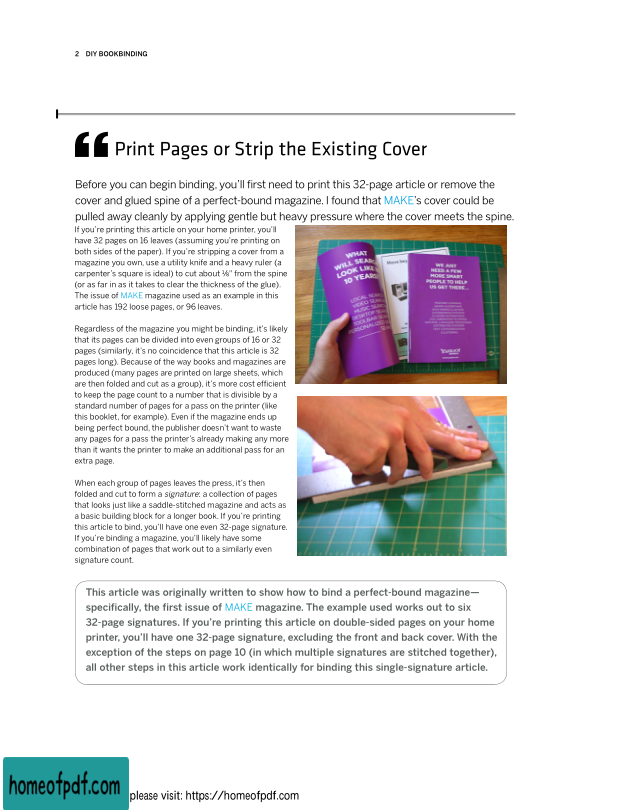 2 DIY BOOKBINDING
Print Pages or Strip the Existing Cover
Before you can begin binding, you’ll first need to print this 32-page article or remove the
cover and glued spine of a perfect-bound magazine. I found that MAKE’s cover could be
pulled away cleanly by applying gentle but heavy pressure where the cover meets the spine.
If you’re printing this article on your home printer, you’ll
have 32 pages on 16 leaves (assuming you’re printing on
both sides of the paper). If you’re stripping a cover from a
magazine you own, use a utility knife and a heavy ruler (a
carpenter’s square is ideal) to cut about ⅛" from the spine
(or as far in as it takes to clear the thickness of the glue).
The issue of MAKE magazine used as an example in this
article has 192 loose pages, or 96 leaves.
Regardless of the magazine you might be binding, it’s likely
that its pages can be divided into even groups of 16 or 32
pages (similarly, it’s no coincidence that this article is 32
pages long). Because of the way books and magazines are
produced (many pages are printed on large sheets, which
are then folded and cut as a group), it’s more cost efficient
to keep the page count to a number that is divisible by a
standard number of pages for a pass on the printer (like
this booklet, for example). Even if the magazine ends up
being perfect bound, the publisher doesn’t want to waste
any pages for a pass the printer’s already making any more
than it wants the printer to make an additional pass for an
extra page.
When each group of pages leaves the press, it’s then
folded and cut to form a signature: a collection of pages
that looks just like a saddle-stitched magazine and acts as
a basic building block for a longer book. If you’re printing
this article to bind, you’ll have one even 32-page signature.
If you’re binding a magazine, you’ll likely have some
combination of pages that work out to a similarly even
signature count.
WHAT
WILL SEARCH
LOOK LIKE
10 YEARS
WE JUST
NEED A FEW
MORE SMART
PEOPLE TO HELP
US GET THERE...
YAHOO!
This article was originally written to show how to bind a perfect-bound magazine—
specifically, the first issue of MAKE magazine. The example used works out to six
32-page signatures. If you’re printing this article on double-sided pages on your home
printer, you’ll have one 32-page signature, excluding the front and back cover. With the
exception of the steps on page 10 (in which multiple signatures are stitched together),
all other steps in this article work identically for binding this single-signature article.
homeofpdf.com
please visit: https://homeofpdf.com